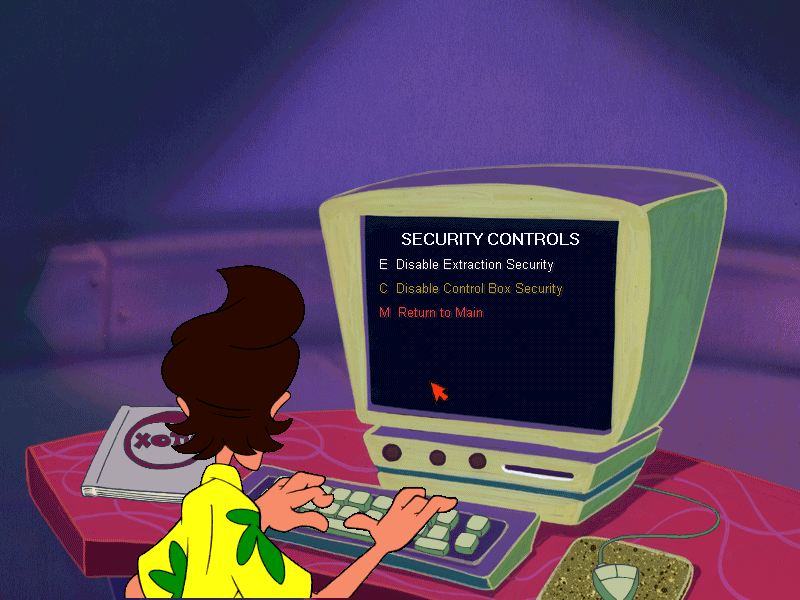 SECURITY CONTROLS
E Disable Extraction Security
C Disable Control Box Security
M Return to Main